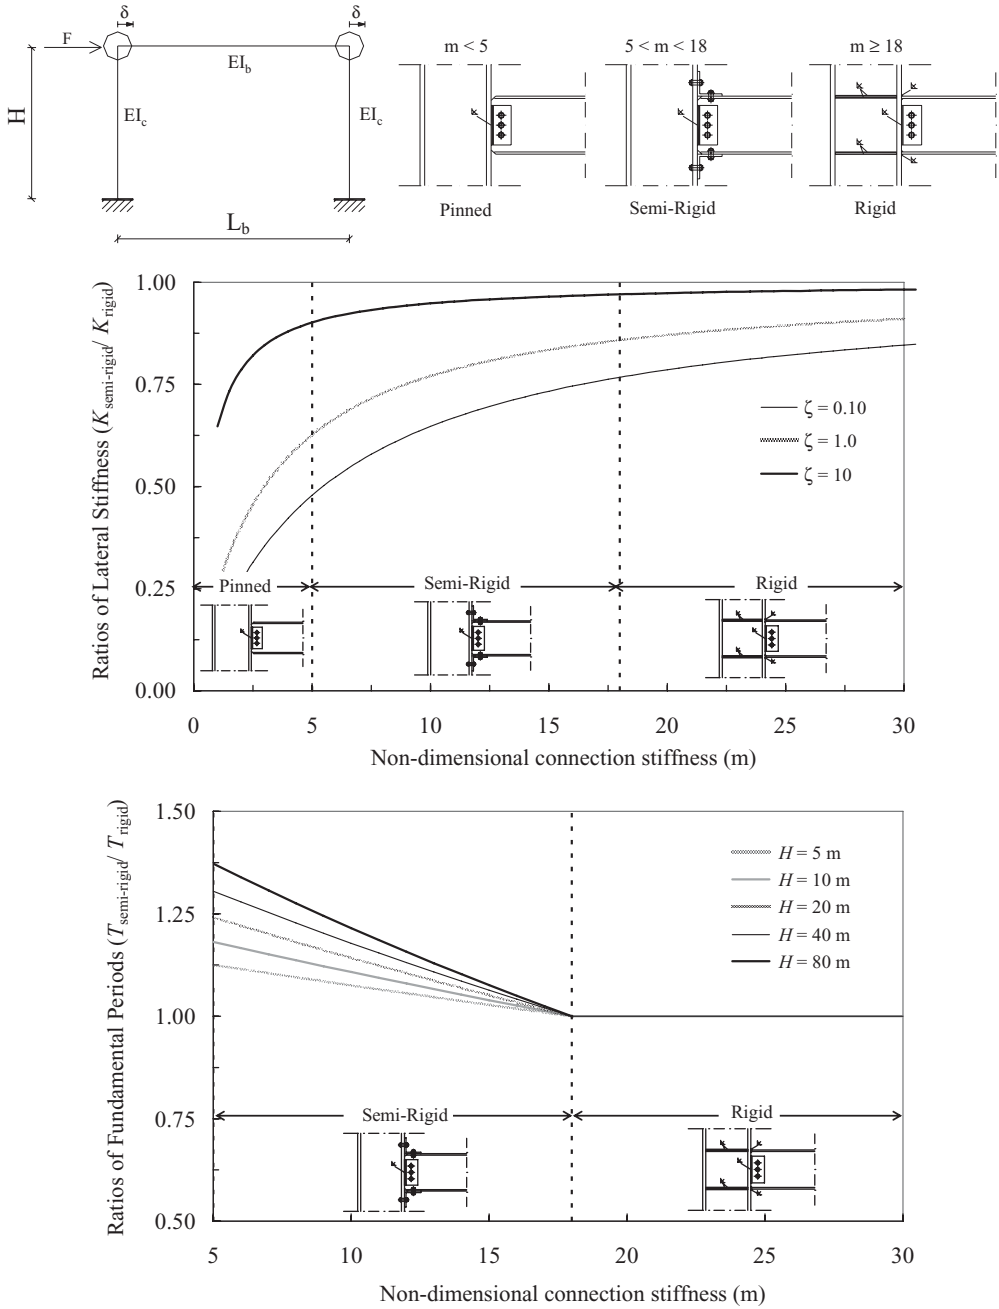 δ
δ
F
H
EI_b
EI_c
EI_c
L_b
m < 5
5 < m < 18
m ≥ 18
Pinned
Semi-Rigid
Rigid
Ratios of Lateral Stiffness (K_semi-rigid/ K_rigid)
1.00
0.75
0.50
0.25
0.00
ζ = 0.10
ζ = 1.0
ζ = 10
Pinned
Semi-Rigid
Rigid
0
5
10
15
20
25
30
Non-dimensional connection stiffness (m)
Ratios of Fundamental Periods (T_semi-rigid/ T_rigid)
1.50
1.25
1.00
0.75
0.50
H = 5 m
H = 10 m
H = 20 m
H = 40 m
H = 80 m
Semi-Rigid
Rigid
5
10
15
20
25
30
Non-dimensional connection stiffness (m)